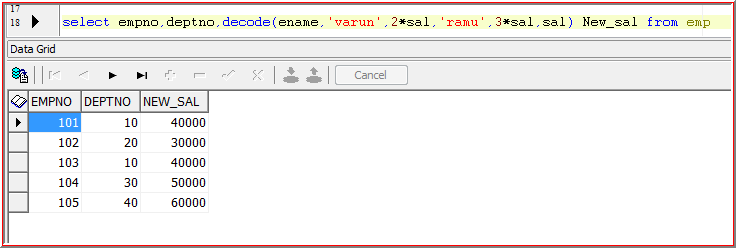 17
18 select empno,deptno,decode(ename,'varun',2*sal,'ramu',3*sal,sal) New_sal from emp
Data Grid
Cancel
EMPNO DEPTNO NEW_SAL
101 10 40000
102 20 30000
103 10 40000
104 30 50000
105 40 60000